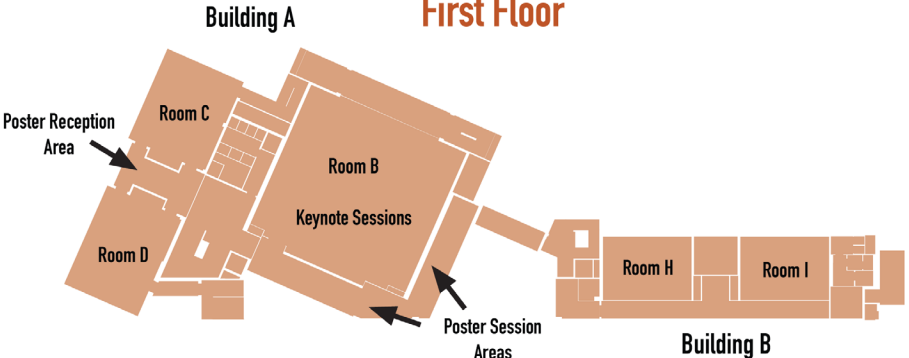 First Floor
Building A
Room C
Poster Reception
Area
Room B
Keynote Sessions
Room D
Room H
Room I
Poster Session
Areas
Building B